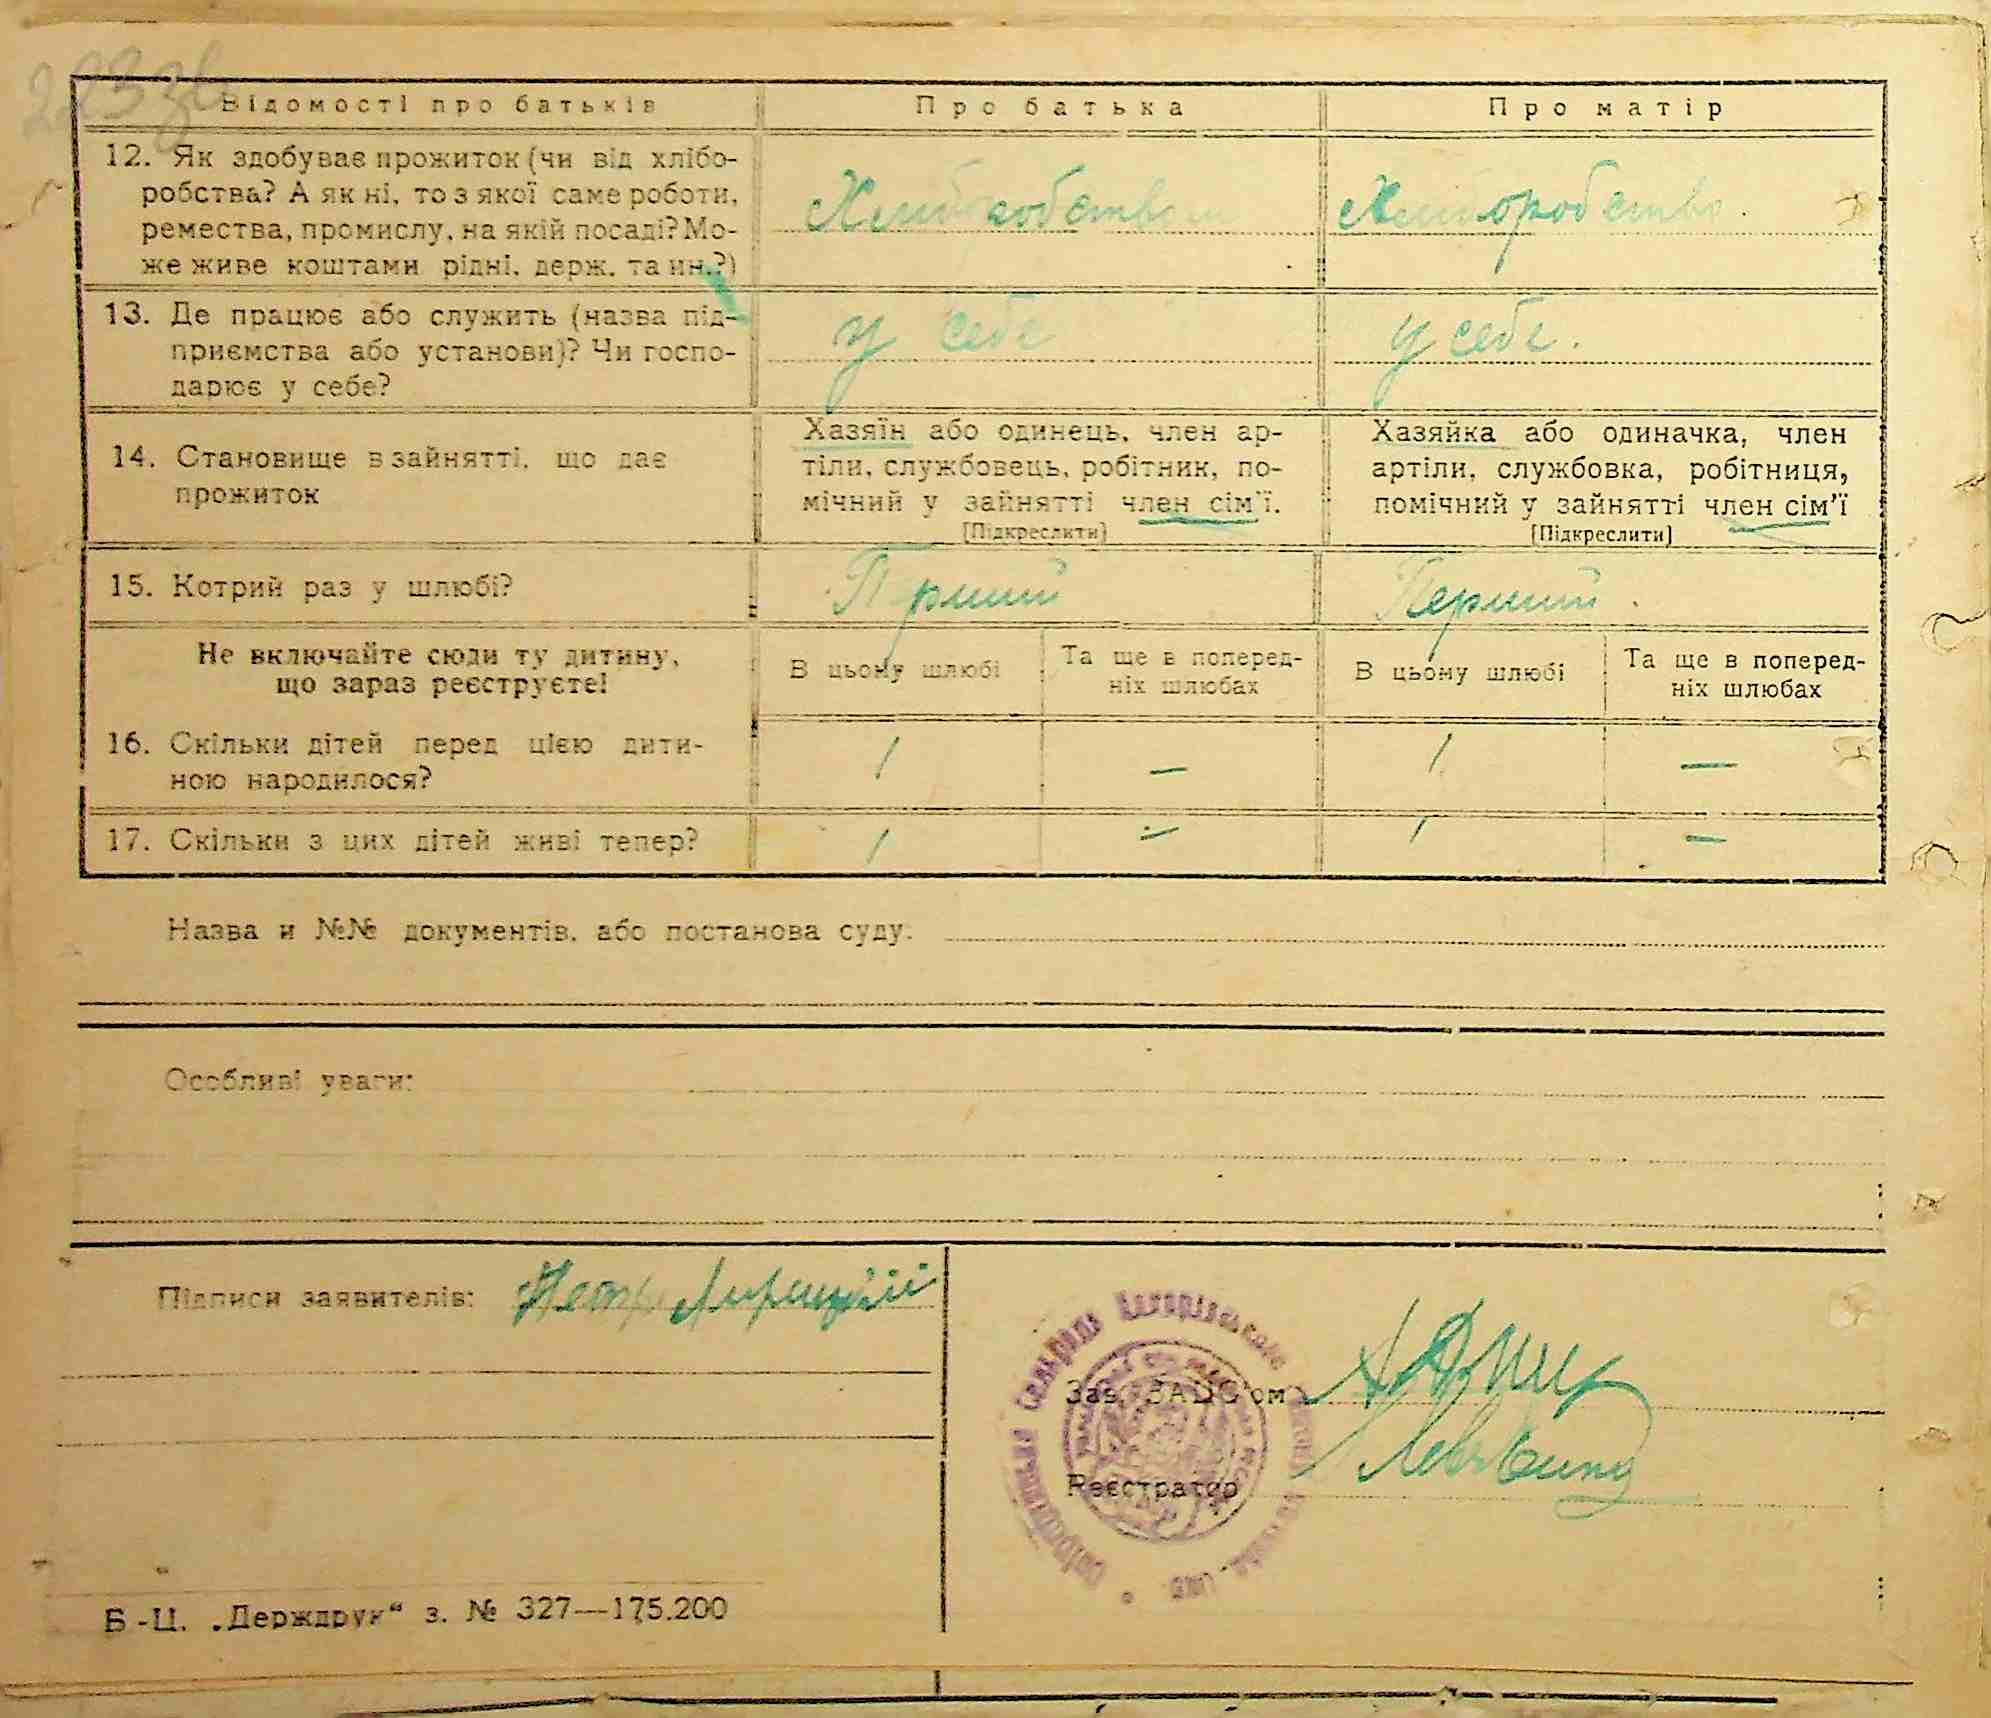 223 зв
Відомості про батьків
Про батька
Про матір
12. Як здобуває прожиток (чи від хлібо-
робства? А як ні, то з якої саме роботи,
ремества, промислу, на якій посаді? Мо-
же живе коштами рідні, держ. та ин.?)
Хлиборобство
Хлиборобство.
13. Де працює або служить (назва під-
приємства або установи)? Чи госпо-
дарює у себе?
у себе
у себе.
14. Становище в зайнятті, що дає
прожиток
Хазяїн або одинець, член ар-
тіли, службовець, робітник, по-
мічний у зайнятті член сім'ї.
[Підкреслити]
Хазяйка або одиначка, член
артіли, службовка, робітниця,
помічний у зайнятті член сім'ї
[Підкреслити]
15. Котрий раз у шлюбі?
Перший
Перший.
Не включайте сюди ту дитину,
що зараз реєструєте!
В цьому шлюбі
Та ще в поперед-
ніх шлюбах
В цьому шлюбі
Та ще в поперед-
ніх шлюбах
16. Скільки дітей перед цією дити-
ною народилося?
1
—
1
—
17. Скільки з цих дітей живі тепер?
1
—
1
—
Назва и №№ документів, або постанова суду:
Особливі уваги:
Підписи заявителів:
Зав. ЗАЦС'ом
Реєстратор
Б-Ц. „Держдрук“ з. № 327—175.200